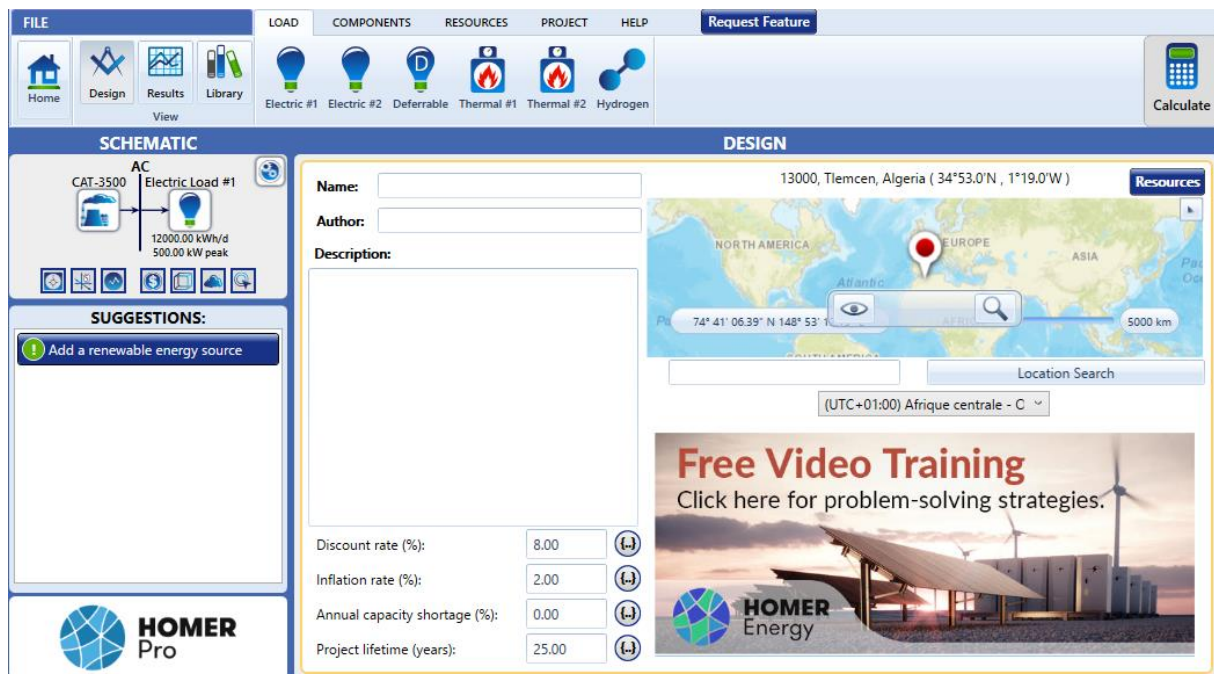 FILE
LOAD COMPONENTS RESOURCES PROJECT HELP Request Feature
Home
Design Results Library
View
Electric #1 Electric #2 Deferrable Thermal #1 Thermal #2 Hydrogen
D
Calculate
SCHEMATIC
DESIGN
AC
CAT-3500 Electric Load #1
12000.00 kWh/d
500.00 kW peak
SUGGESTIONS:
Add a renewable energy source
HOMER
Pro
Name:
Author:
Description:
Discount rate (%): 8.00 {..}
Inflation rate (%): 2.00 {..}
Annual capacity shortage (%): 0.00 {..}
Project lifetime (years): 25.00 {..}
13000, Tlemcen, Algeria ( 34°53.0'N , 1°19.0'W )
Resources
NORTH AMERICA
EUROPE
ASIA
Atlantic
74° 41' 06.39" N 148° 53'
5000 km
Location Search
(UTC+01:00) Afrique centrale - O
Free Video Training
Click here for problem-solving strategies.
HOMER
Energy